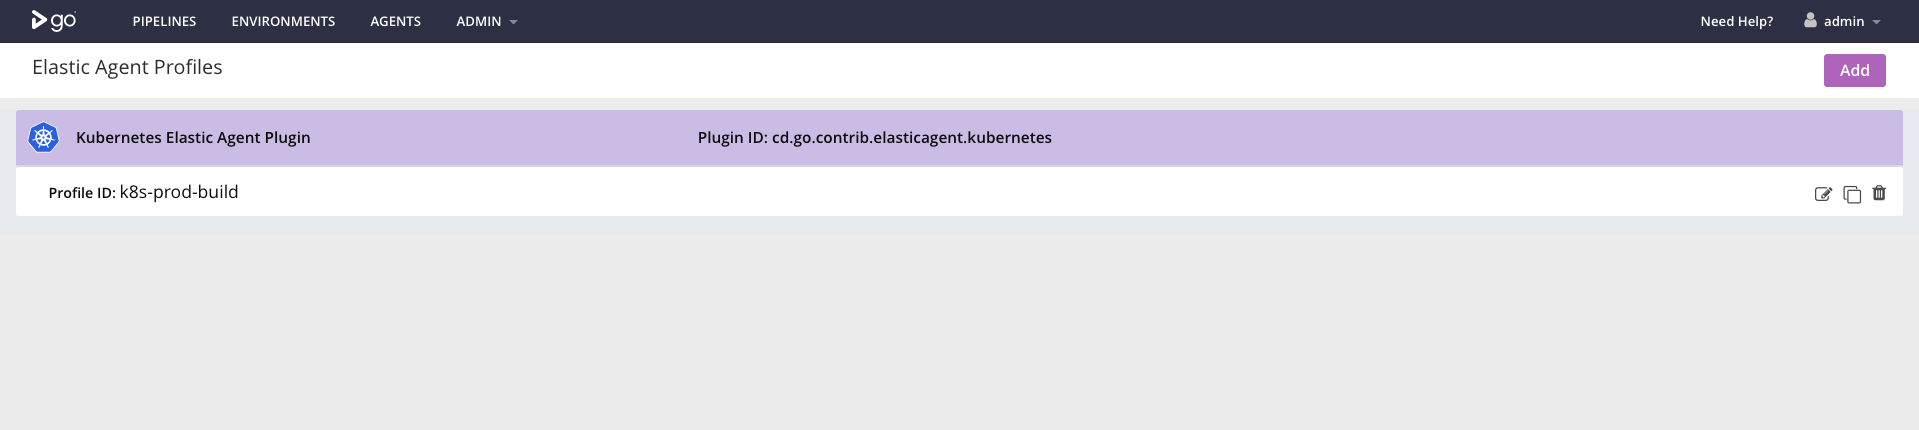 go PIPELINES ENVIRONMENTS AGENTS ADMIN Need Help? admin
Elastic Agent Profiles Add
Kubernetes Elastic Agent Plugin Plugin ID: cd.go.contrib.elasticagent.kubernetes
Profile ID: k8s-prod-build